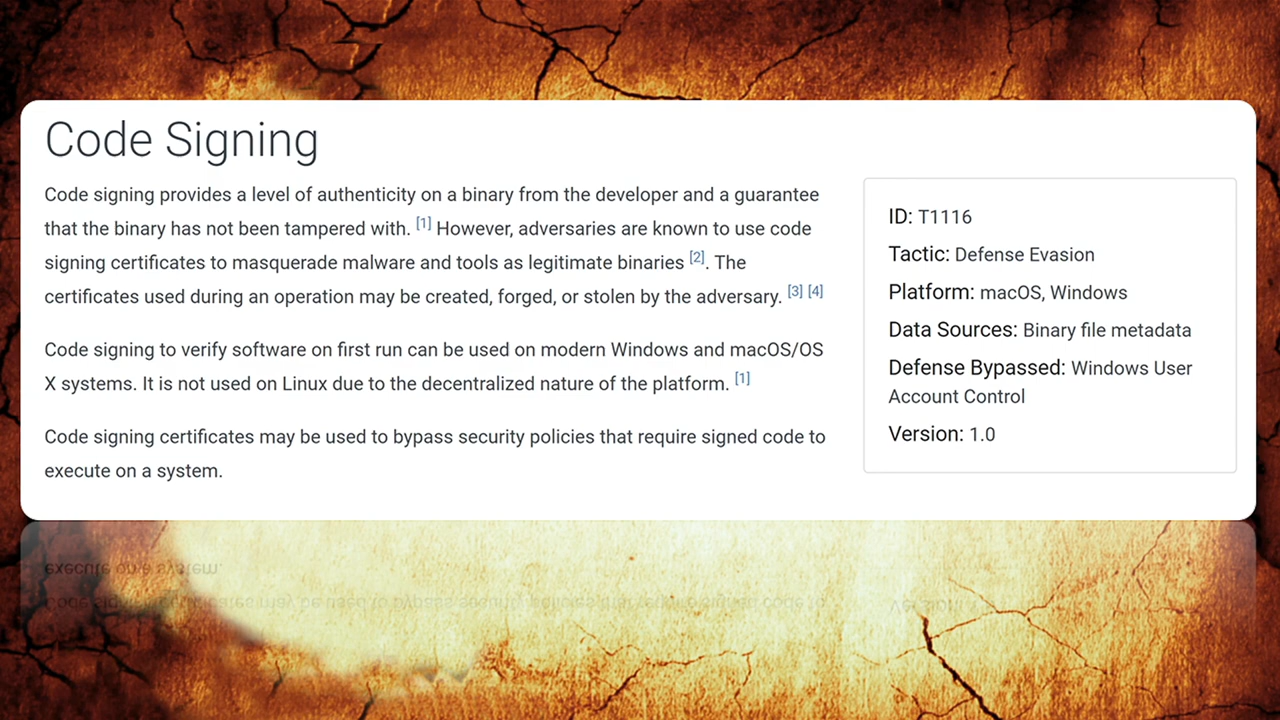 Code Signing
Code signing provides a level of authenticity on a binary from the developer and a guarantee
that the binary has not been tampered with. [1] However, adversaries are known to use code
signing certificates to masquerade malware and tools as legitimate binaries [2]. The
certificates used during an operation may be created, forged, or stolen by the adversary. [3] [4]
Code signing to verify software on first run can be used on modern Windows and macOS/OS
X systems. It is not used on Linux due to the decentralized nature of the platform. [1]
Code signing certificates may be used to bypass security policies that require signed code to
execute on a system.
ID: T1116
Tactic: Defense Evasion
Platform: macOS, Windows
Data Sources: Binary file metadata
Defense Bypassed: Windows User
Account Control
Version: 1.0